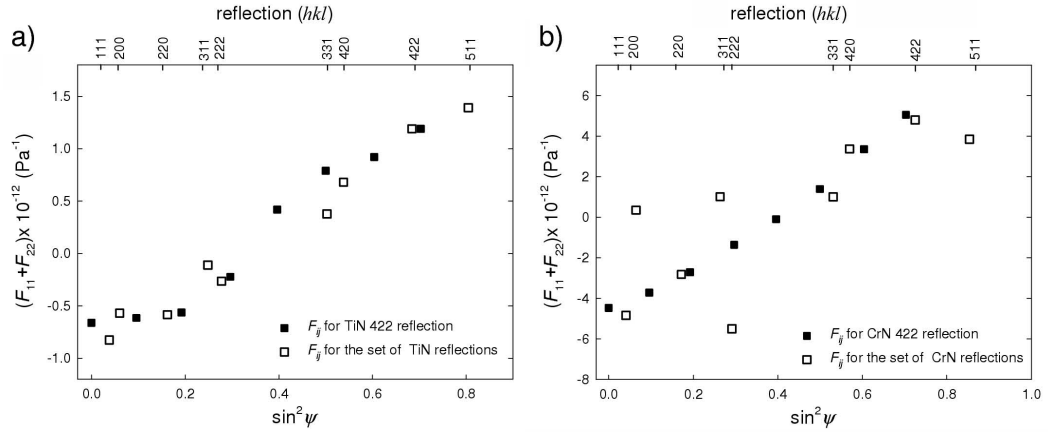 a)
reflection (hkl)
111 200 220 311 222 331 420 422 511
(F11+F22)x 10-12 (Pa-1)
1.5
1.0
0.5
0.0
-0.5
-1.0
Fij for TiN 422 reflection
Fij for the set of TiN reflections
0.0 0.2 0.4 0.6 0.8
sin2ψ
b)
reflection (hkl)
111 200 220 311 222 331 420 422 511
(F11+F22)x 10-12 (Pa-1)
6
4
2
0
-2
-4
-6
-8
Fij for CrN 422 reflection
Fij for the set of CrN reflections
0.0 0.2 0.4 0.6 0.8 1.0
sin2ψ